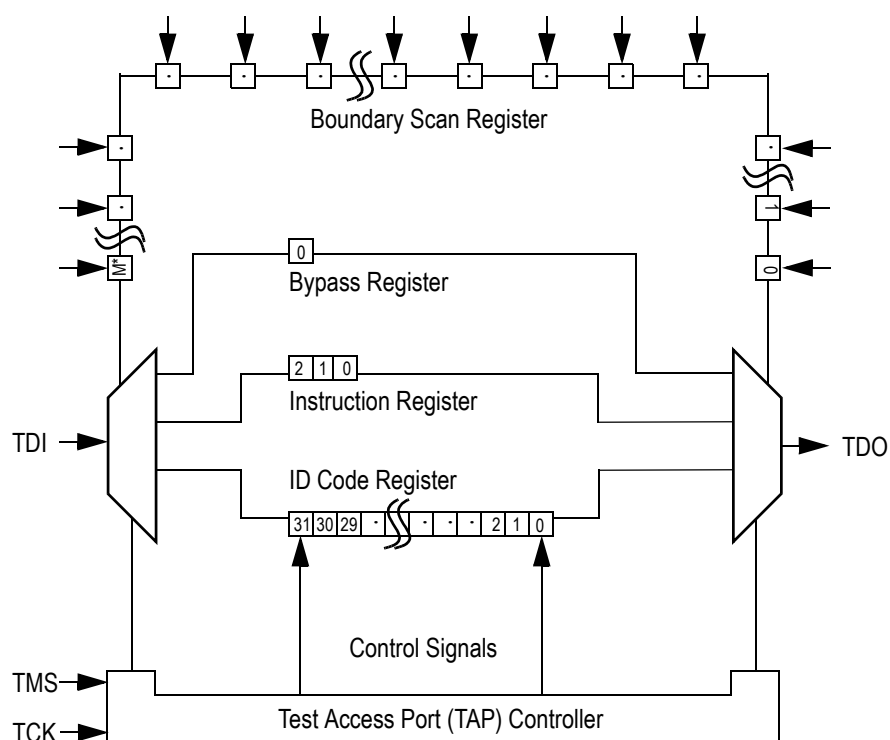 · · · · · · · ·
Boundary Scan Register
· ·
· 1
M* 0
0
Bypass Register
2 1 0
Instruction Register
TDI
TDO
ID Code Register
31 30 29 · · · · 2 1 0
Control Signals
TMS
Test Access Port (TAP) Controller
TCK